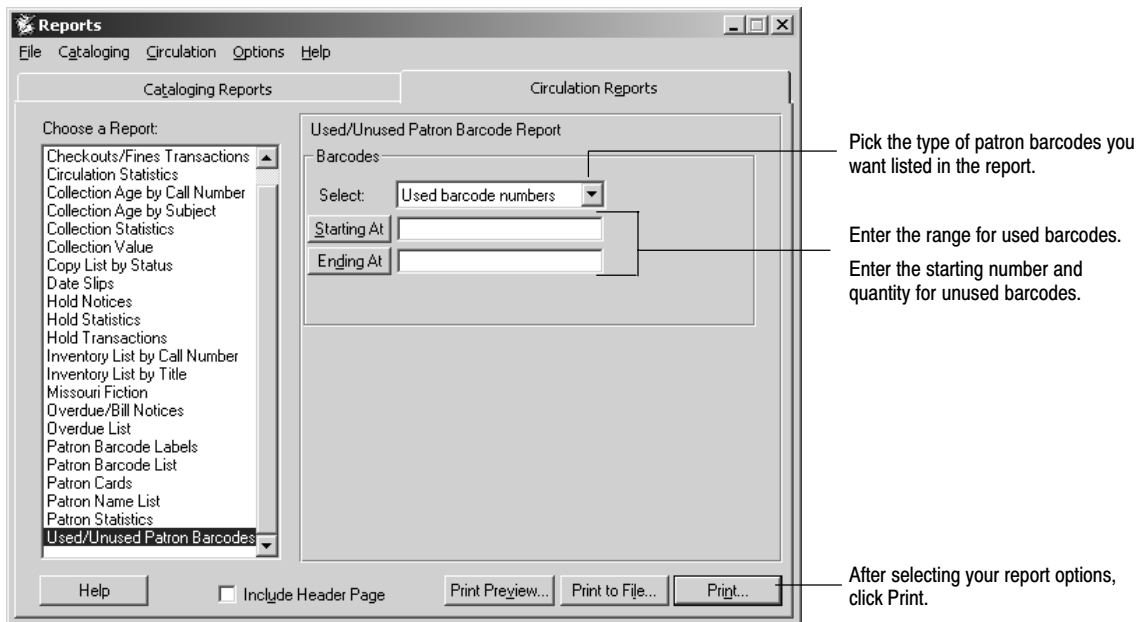 Reports
File Cataloging Circulation Options Help
Cataloging Reports
Circulation Reports
Choose a Report:
Checkouts/Fines Transactions
Circulation Statistics
Collection Age by Call Number
Collection Age by Subject
Collection Statistics
Collection Value
Copy List by Status
Date Slips
Hold Notices
Hold Statistics
Hold Transactions
Inventory List by Call Number
Inventory List by Title
Missouri Fiction
Overdue/Bill Notices
Overdue List
Patron Barcode Labels
Patron Barcode List
Patron Cards
Patron Name List
Patron Statistics
Used/Unused Patron Barcodes
Used/Unused Patron Barcode Report
Barcodes
Select: Used barcode numbers
Starting At
Ending At
Help
Include Header Page
Print Preview...
Print to File...
Print...
Pick the type of patron barcodes you
want listed in the report.
Enter the range for used barcodes.
Enter the starting number and
quantity for unused barcodes.
After selecting your report options,
click Print.